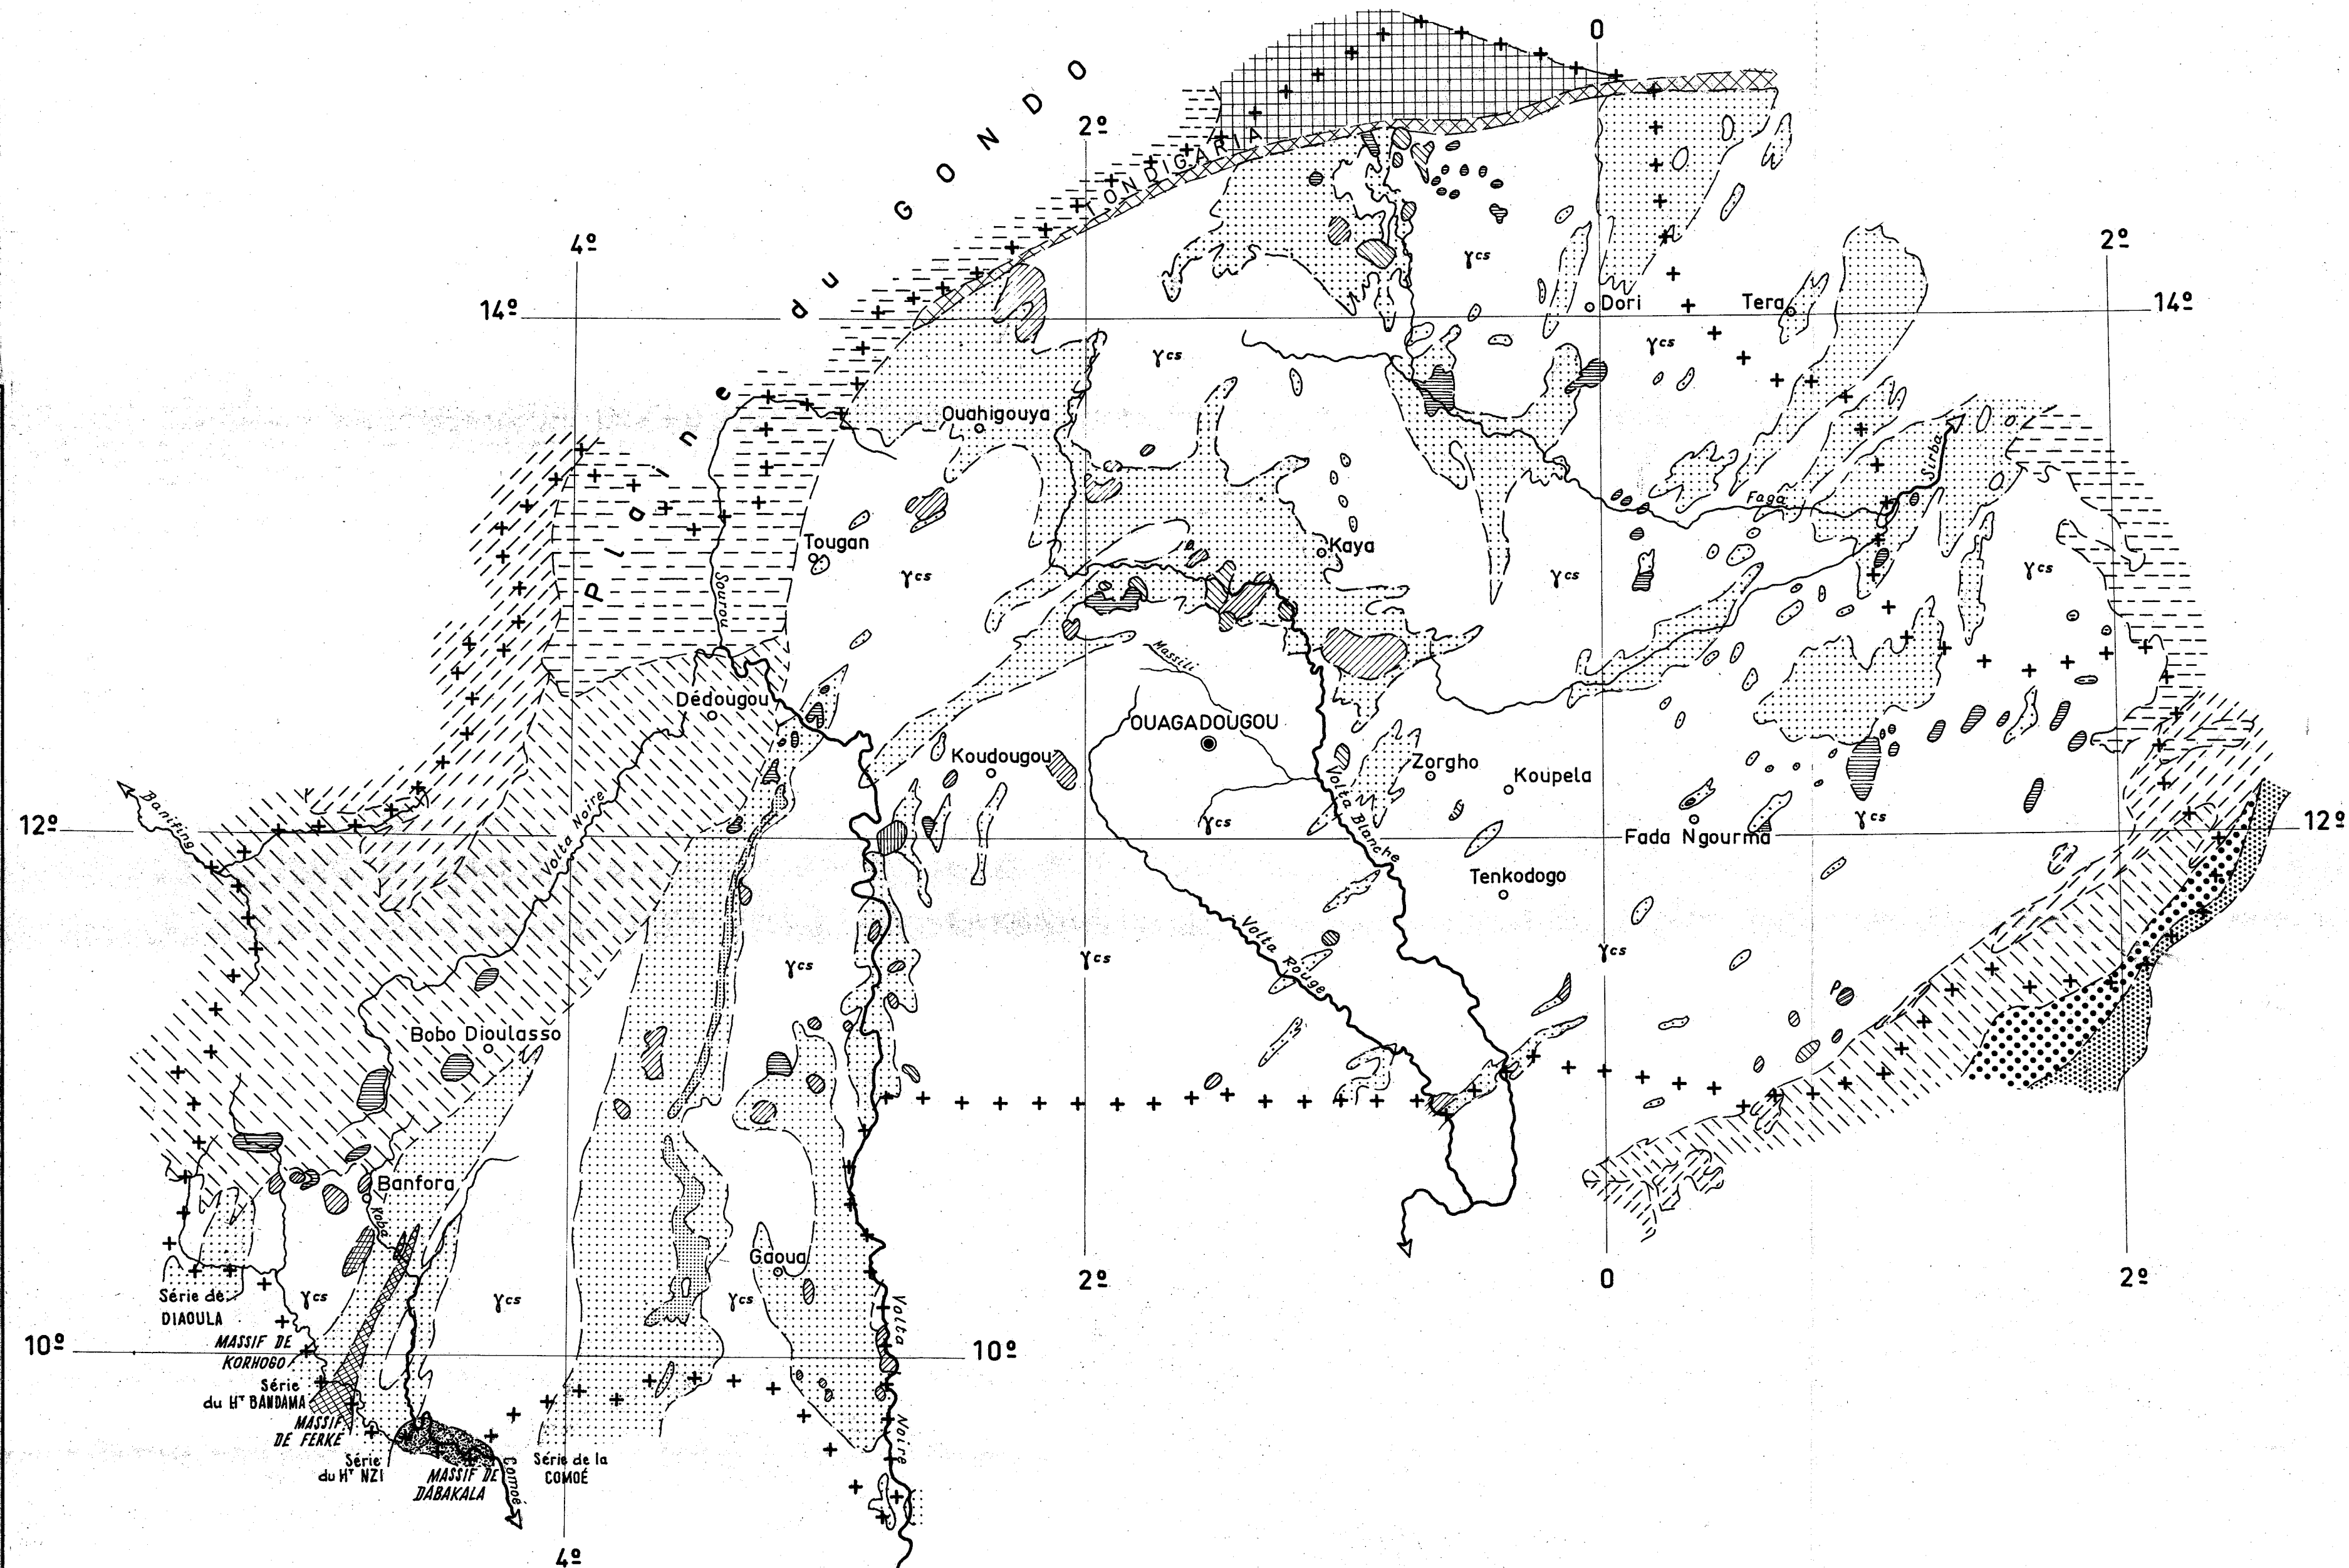 0
2º
TONDIGARIA
Plaine du GONDO
4º
2º
14º
14º
γcs
Dori
Tera
γcs
γcs
Ouahigouya
Sirba
Faga
Tougan
Kaya
γcs
γcs
γcs
Sourou
Massili
Dédougou
OUAGADOUGOU
Koudougou
Zorgho
Koupela
Banifing
Volta Noire
Volta Blanche
12º
12º
γcs
γcs
Fada Ngourma
Tenkodogo
Volta Rouge
γcs
γcs
γcs
Bobo Dioulasso
Banfora
Koba
Gaoua
2º
0
2º
Série de
DIAOULA
γcs
γcs
γcs
Volta Noire
MASSIF DE
KORHOGO
10º
10º
Série
du Hᵀ BANDAMA
MASSIF
DE FERKÉ
Série
du Hᵀ NZI
MASSIF DE
DABAKALA
Comoé
Série de la
COMOÉ
4º